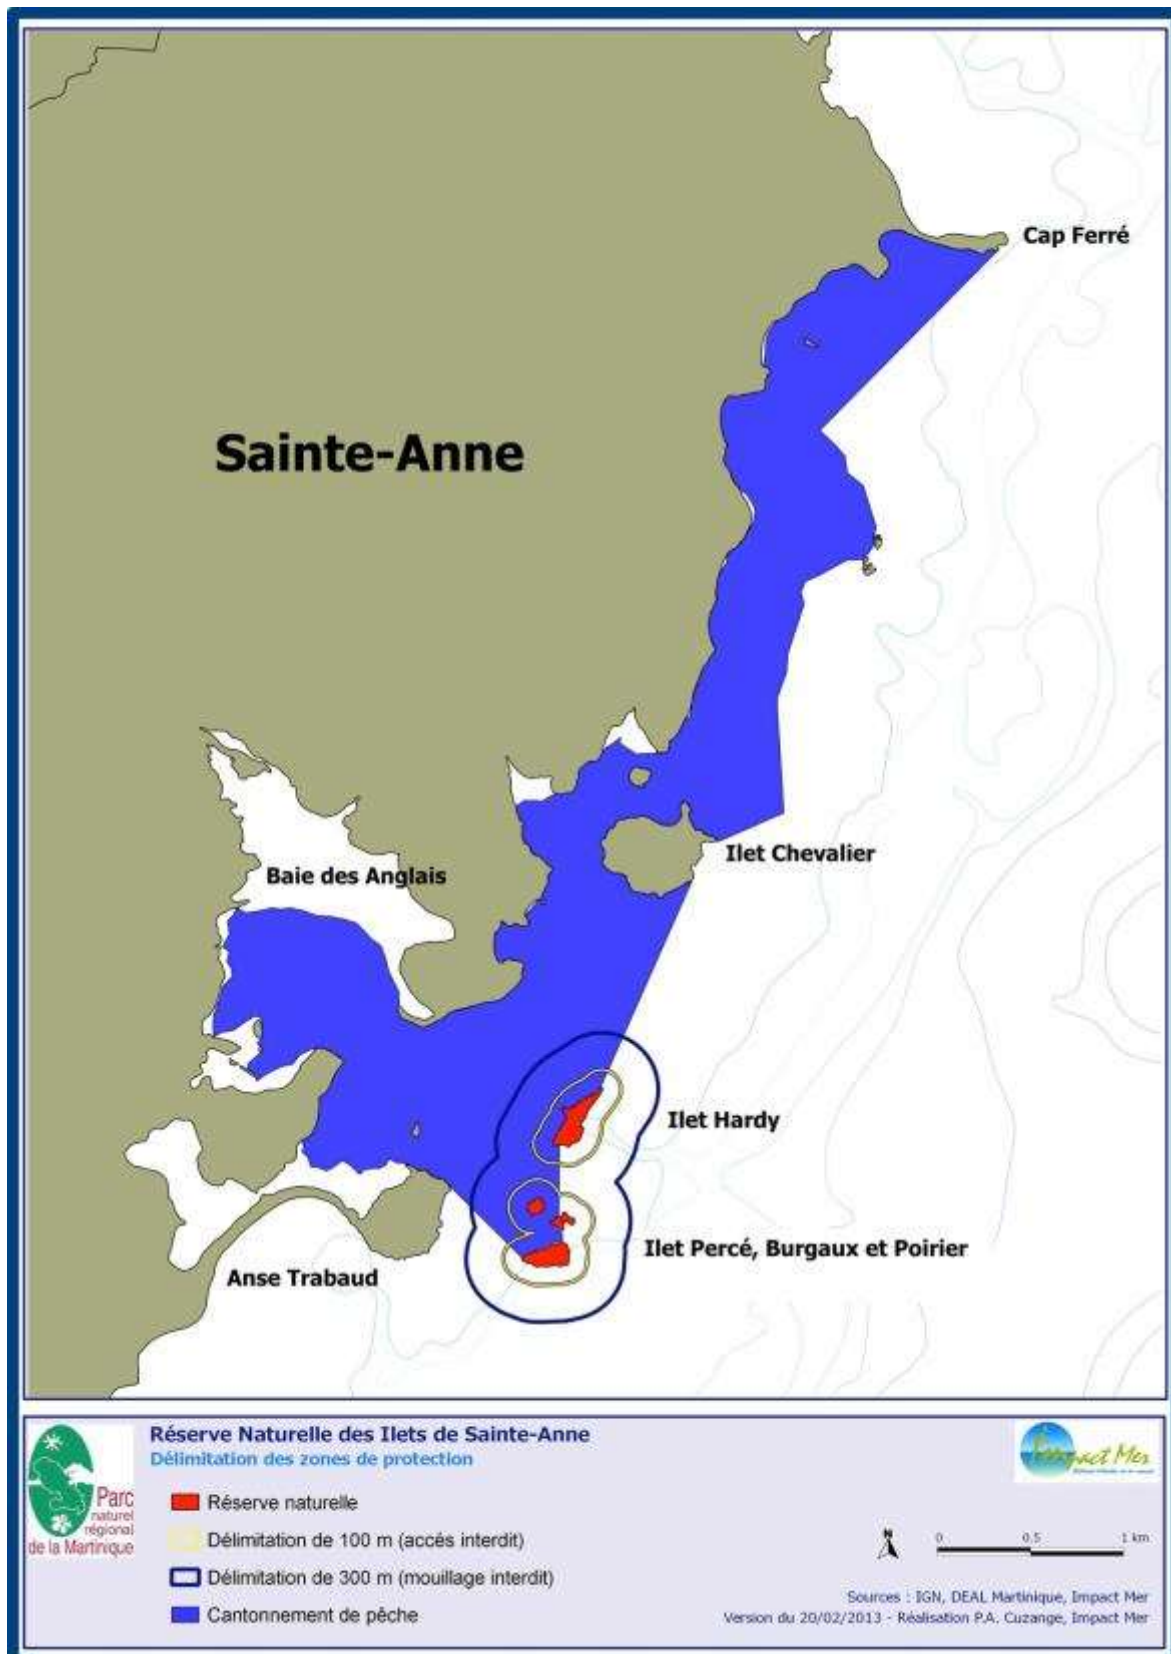 Cap Ferré
Sainte-Anne
Ilet Chevalier
Baie des Anglais
Ilet Hardy
Ilet Percé, Burgaux et Poirier
Anse Trabaud
Réserve Naturelle des Ilets de Sainte-Anne
Délimitation des zones de protection
Parc
naturel
régional
de la Martinique
Impact Mer
Réserve naturelle
Délimitation de 100 m (accés interdit)
Délimitation de 300 m (mouillage interdit)
Cantonnement de pêche
N
0 0.5 1 km
Sources : IGN, DEAL Martinique, Impact Mer
Version du 20/02/2013 - Réalisation P.A. Cuzange, Impact Mer